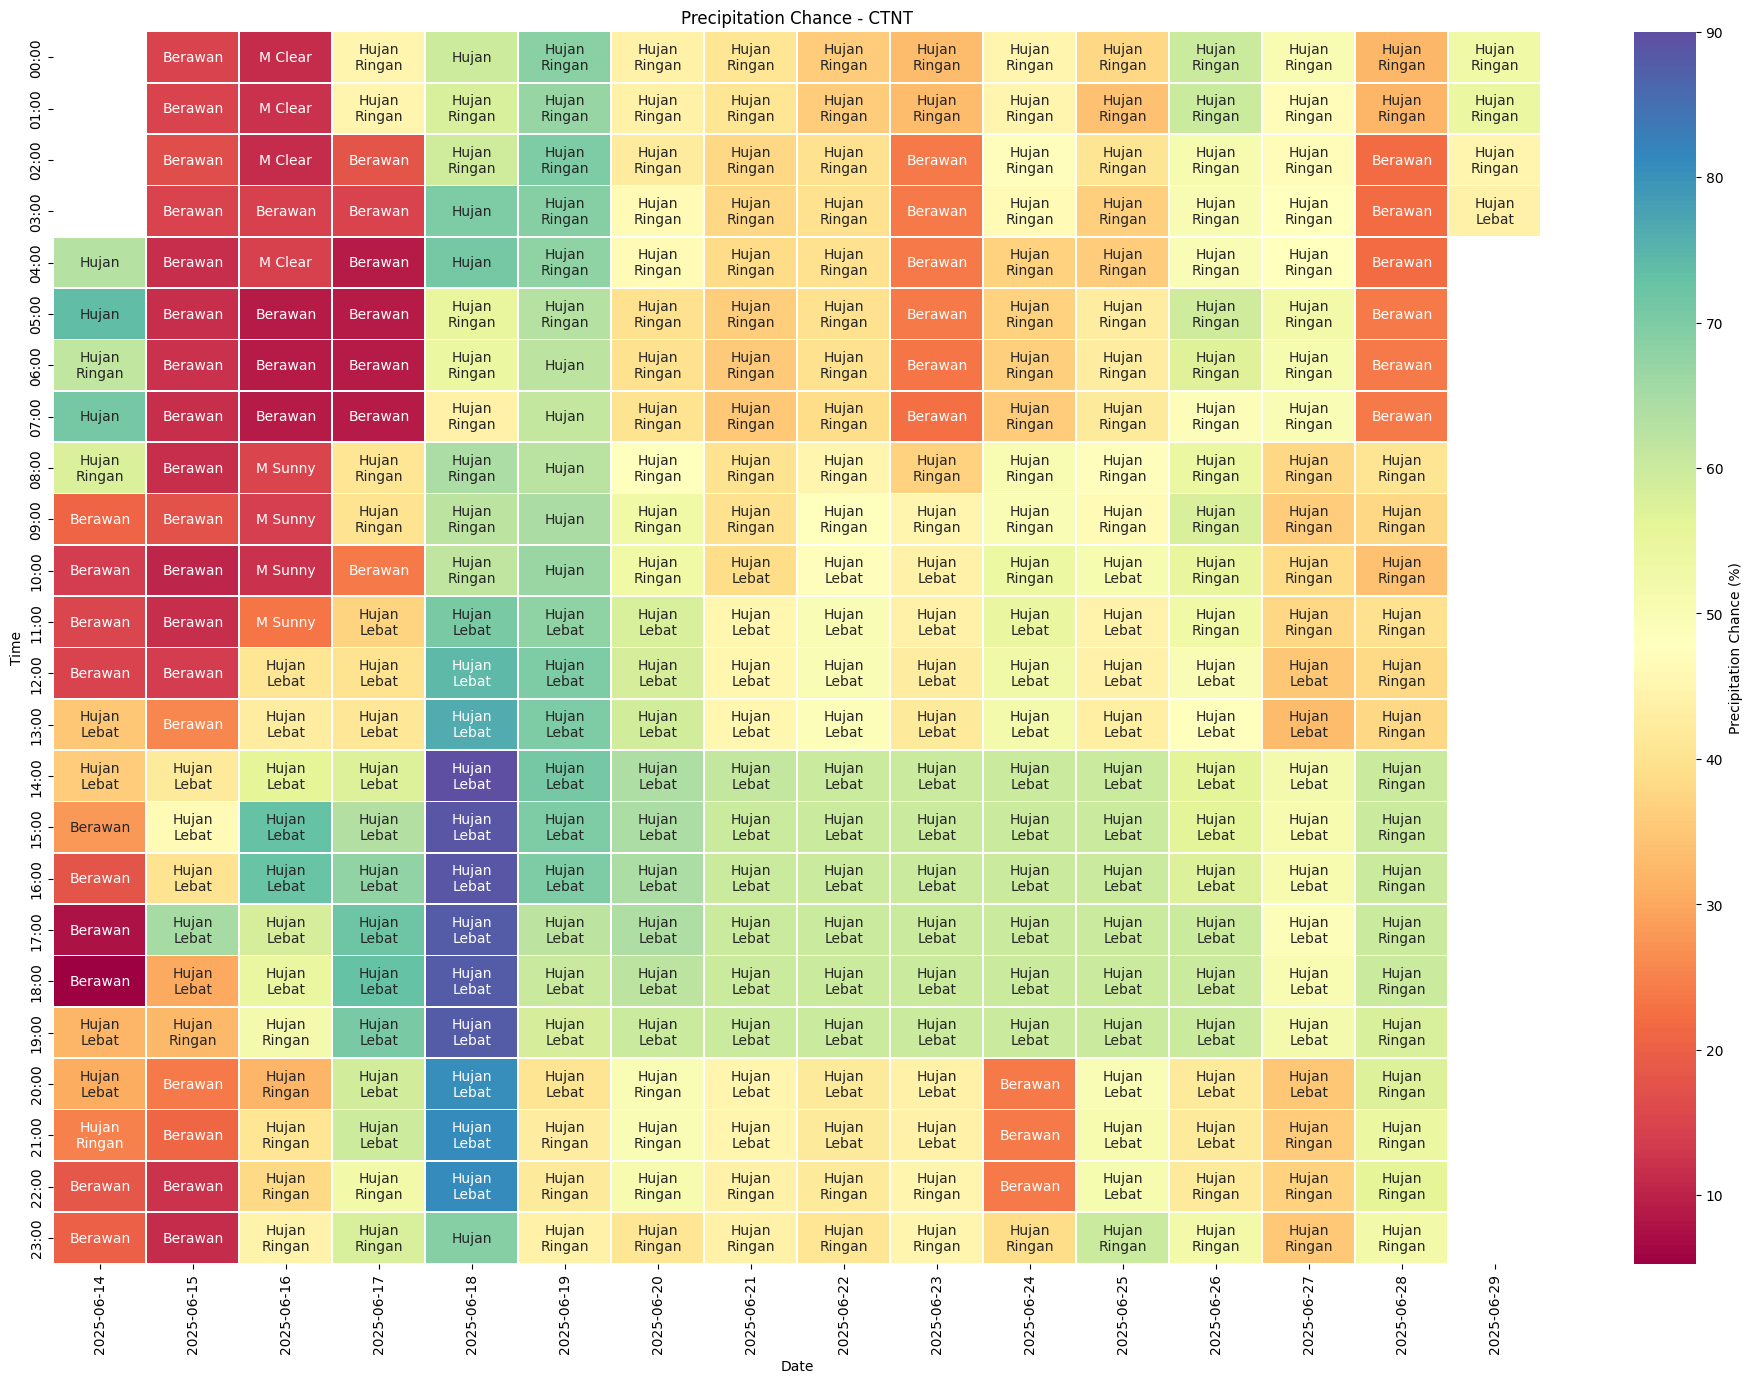 Precipitation Chance - CTNT
00:00 Berawan M Clear Hujan Ringan Hujan Hujan Ringan Hujan Ringan Hujan Ringan Hujan Ringan Hujan Ringan Hujan Ringan Hujan Ringan Hujan Ringan Hujan Ringan Hujan Ringan Hujan Ringan
01:00 Berawan M Clear Hujan Ringan Hujan Ringan Hujan Ringan Hujan Ringan Hujan Ringan Hujan Ringan Hujan Ringan Hujan Ringan Hujan Ringan Hujan Ringan Hujan Ringan Hujan Ringan Hujan Ringan
02:00 Berawan M Clear Berawan Hujan Ringan Hujan Ringan Hujan Ringan Hujan Ringan Hujan Ringan Berawan Hujan Ringan Hujan Ringan Hujan Ringan Hujan Ringan Berawan Hujan Ringan
03:00 Berawan Berawan Berawan Hujan Hujan Ringan Hujan Ringan Hujan Ringan Hujan Ringan Berawan Hujan Ringan Hujan Ringan Hujan Ringan Hujan Ringan Berawan Hujan Lebat
04:00 Hujan Berawan M Clear Berawan Hujan Hujan Ringan Hujan Ringan Hujan Ringan Hujan Ringan Berawan Hujan Ringan Hujan Ringan Hujan Ringan Hujan Ringan Berawan
05:00 Hujan Berawan Berawan Berawan Hujan Ringan Hujan Ringan Hujan Ringan Hujan Ringan Hujan Ringan Berawan Hujan Ringan Hujan Ringan Hujan Ringan Hujan Ringan Berawan
06:00 Hujan Ringan Berawan Berawan Berawan Hujan Ringan Hujan Hujan Ringan Hujan Ringan Hujan Ringan Berawan Hujan Ringan Hujan Ringan Hujan Ringan Hujan Ringan Berawan
07:00 Hujan Berawan Berawan Berawan Hujan Ringan Hujan Hujan Ringan Hujan Ringan Hujan Ringan Berawan Hujan Ringan Hujan Ringan Hujan Ringan Hujan Ringan Berawan
08:00 Hujan Ringan Berawan M Sunny Hujan Ringan Hujan Ringan Hujan Hujan Ringan Hujan Ringan Hujan Ringan Hujan Ringan Hujan Ringan Hujan Ringan Hujan Ringan Hujan Ringan Hujan Ringan
09:00 Berawan Berawan M Sunny Hujan Ringan Hujan Ringan Hujan Hujan Ringan Hujan Ringan Hujan Ringan Hujan Ringan Hujan Ringan Hujan Ringan Hujan Ringan Hujan Ringan Hujan Ringan
10:00 Berawan Berawan M Sunny Berawan Hujan Ringan Hujan Hujan Ringan Hujan Lebat Hujan Lebat Hujan Lebat Hujan Ringan Hujan Lebat Hujan Ringan Hujan Ringan Hujan Ringan
11:00 Berawan Berawan M Sunny Hujan Lebat Hujan Lebat Hujan Lebat Hujan Lebat Hujan Lebat Hujan Lebat Hujan Lebat Hujan Lebat Hujan Lebat Hujan Ringan Hujan Ringan Hujan Ringan
12:00 Berawan Berawan Hujan Lebat Hujan Lebat Hujan Lebat Hujan Lebat Hujan Lebat Hujan Lebat Hujan Lebat Hujan Lebat Hujan Lebat Hujan Lebat Hujan Lebat Hujan Lebat Hujan Ringan
13:00 Hujan Lebat Berawan Hujan Lebat Hujan Lebat Hujan Lebat Hujan Lebat Hujan Lebat Hujan Lebat Hujan Lebat Hujan Lebat Hujan Lebat Hujan Lebat Hujan Lebat Hujan Lebat Hujan Ringan
14:00 Hujan Lebat Hujan Lebat Hujan Lebat Hujan Lebat Hujan Lebat Hujan Lebat Hujan Lebat Hujan Lebat Hujan Lebat Hujan Lebat Hujan Lebat Hujan Lebat Hujan Lebat Hujan Lebat Hujan Ringan
15:00 Berawan Hujan Lebat Hujan Lebat Hujan Lebat Hujan Lebat Hujan Lebat Hujan Lebat Hujan Lebat Hujan Lebat Hujan Lebat Hujan Lebat Hujan Lebat Hujan Lebat Hujan Lebat Hujan Ringan
16:00 Berawan Hujan Lebat Hujan Lebat Hujan Lebat Hujan Lebat Hujan Lebat Hujan Lebat Hujan Lebat Hujan Lebat Hujan Lebat Hujan Lebat Hujan Lebat Hujan Lebat Hujan Lebat Hujan Ringan
17:00 Berawan Hujan Lebat Hujan Lebat Hujan Lebat Hujan Lebat Hujan Lebat Hujan Lebat Hujan Lebat Hujan Lebat Hujan Lebat Hujan Lebat Hujan Lebat Hujan Lebat Hujan Lebat Hujan Ringan
18:00 Berawan Hujan Lebat Hujan Lebat Hujan Lebat Hujan Lebat Hujan Lebat Hujan Lebat Hujan Lebat Hujan Lebat Hujan Lebat Hujan Lebat Hujan Lebat Hujan Lebat Hujan Lebat Hujan Ringan
19:00 Hujan Lebat Hujan Ringan Hujan Ringan Hujan Lebat Hujan Lebat Hujan Lebat Hujan Lebat Hujan Lebat Hujan Lebat Hujan Lebat Hujan Lebat Hujan Lebat Hujan Lebat Hujan Lebat Hujan Ringan
20:00 Hujan Lebat Berawan Hujan Ringan Hujan Lebat Hujan Lebat Hujan Lebat Hujan Ringan Hujan Lebat Hujan Lebat Hujan Lebat Berawan Hujan Lebat Hujan Lebat Hujan Lebat Hujan Ringan
21:00 Hujan Ringan Berawan Hujan Ringan Hujan Lebat Hujan Lebat Hujan Ringan Hujan Ringan Hujan Lebat Hujan Lebat Hujan Lebat Berawan Hujan Lebat Hujan Lebat Hujan Ringan Hujan Ringan
22:00 Berawan Berawan Hujan Ringan Hujan Ringan Hujan Lebat Hujan Ringan Hujan Ringan Hujan Ringan Hujan Ringan Hujan Ringan Berawan Hujan Lebat Hujan Ringan Hujan Ringan Hujan Ringan
23:00 Berawan Berawan Hujan Ringan Hujan Ringan Hujan Hujan Ringan Hujan Ringan Hujan Ringan Hujan Ringan Hujan Ringan Hujan Ringan Hujan Ringan Hujan Ringan Hujan Ringan Hujan Ringan
Time
2025-06-14 2025-06-15 2025-06-16 2025-06-17 2025-06-18 2025-06-19 2025-06-20 2025-06-21 2025-06-22 2025-06-23 2025-06-24 2025-06-25 2025-06-26 2025-06-27 2025-06-28 2025-06-29
Date
90
80
70
60
50
40
30
20
10
Precipitation Chance (%)